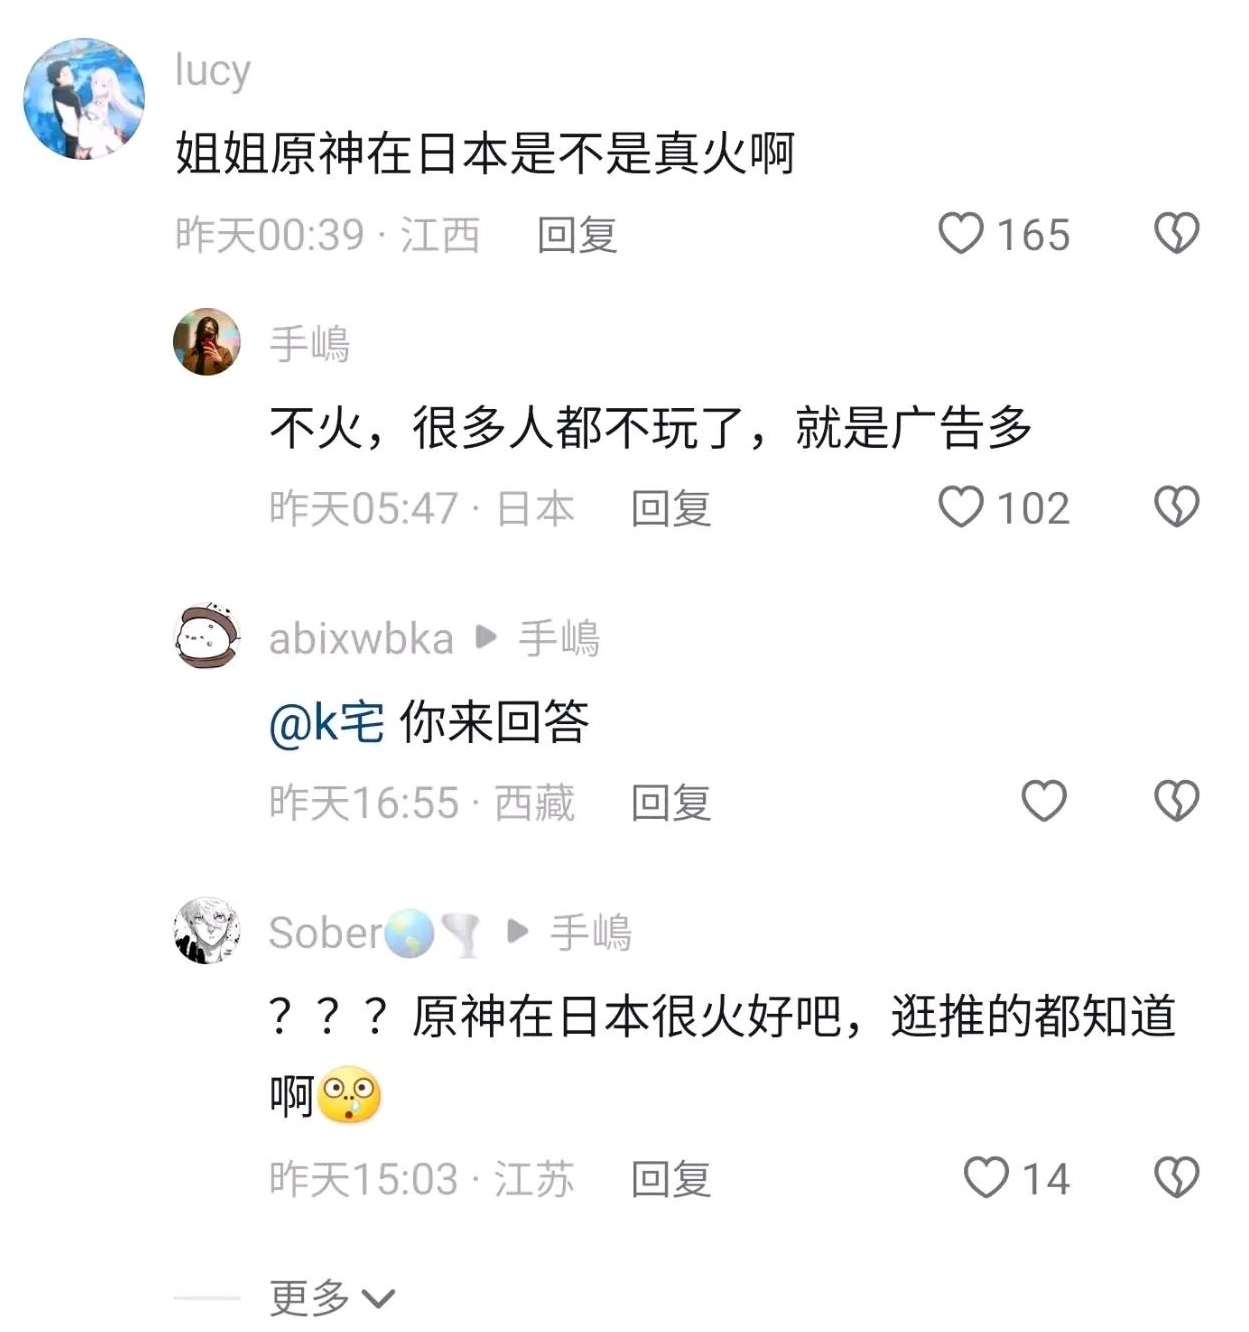 lucy
姐姐原神在日本是不是真火啊
昨天00:39 · 江西 回复 165
手嶋
不火，很多人都不玩了，就是广告多
昨天05:47 · 日本 回复 102
abixwbka ▶ 手嶋
@k宅 你来回答
昨天16:55 · 西藏 回复
Sober🌎🌪 ▶ 手嶋
？？？原神在日本很火好吧，逛推的都知道
啊
昨天15:03 · 江苏 回复 14
更多